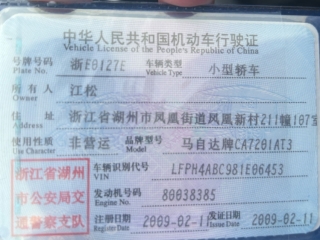 中华人民共和国机动车行驶证
Vehicle License of the People's Republic of China
号牌号码 浙E0127E 车辆类型 小型轿车
Plate No. Vehicle Type
所有人 江松
Owner
住址 浙江省湖州市凤凰街道凤凰新村211幢107室
Address
使用性质 非营运 品牌型号 马自达牌CA7201AT3
Use Character Model
浙江省湖州市公安局交通警察支队
车辆识别代号 LFPH4ABC981E06453
VIN
发动机号码 80038385
Engine No.
注册日期 2009-02-11 发证日期 2009-02-11
Register Date Issue Date